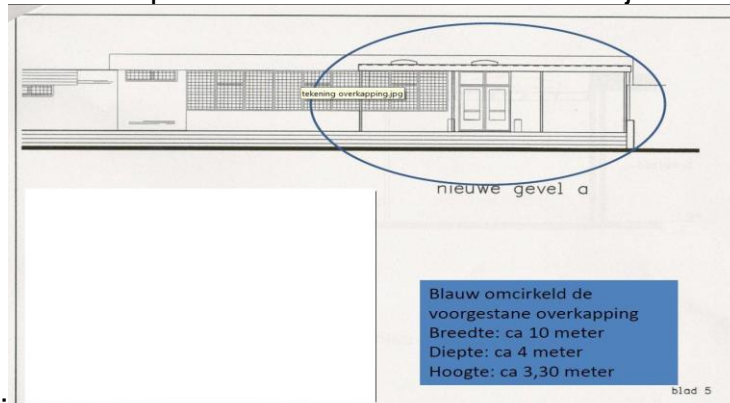 tekening overkapping.jpg
nieuwe gevel a
Blauw omcirkeld de
voorgestane overkapping
Breedte: ca 10 meter
Diepte: ca 4 meter
Hoogte: ca 3,30 meter
blad 5